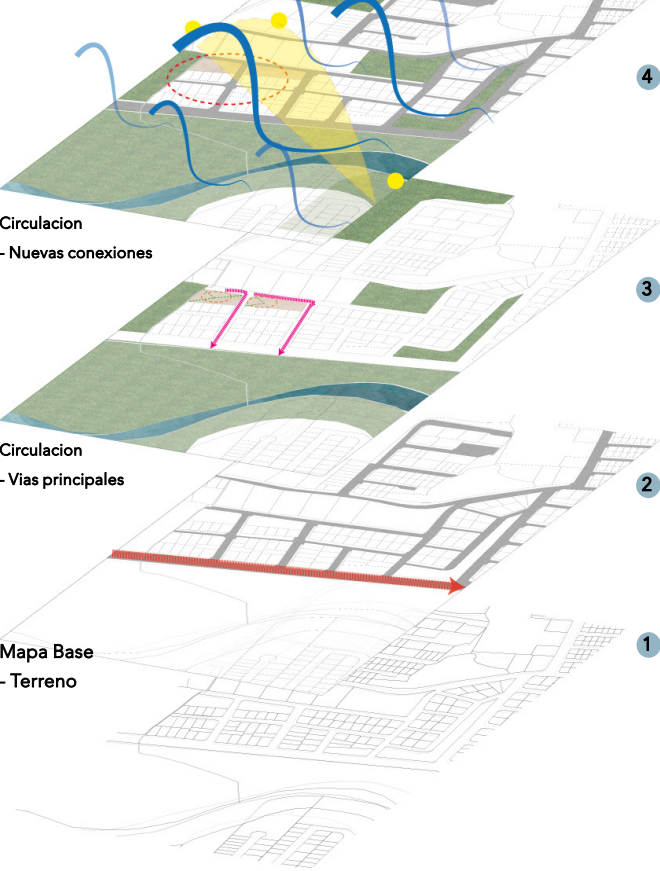 4
Circulacion
- Nuevas conexiones
3
Circulacion
- Vias principales
2
Mapa Base
- Terreno
1